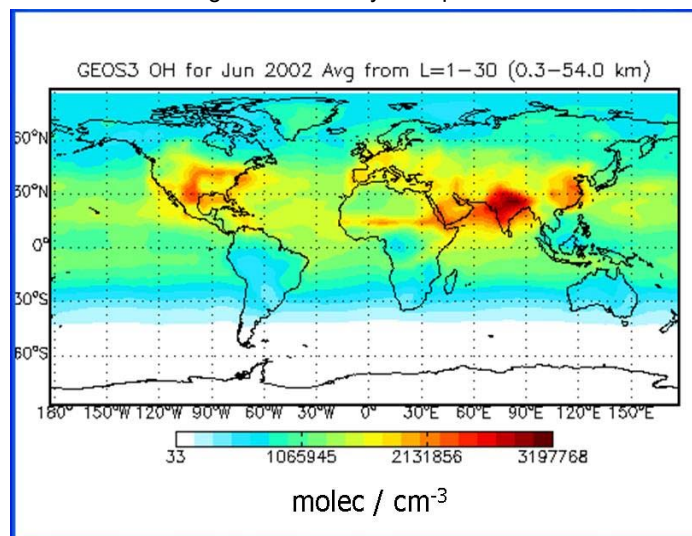 GEOS3 OH for Jun 2002 Avg from L=1-30 (0.3-54.0 km)
60°N
30°N
0°
30°S
60°S
180° 150°W 120°W 90°W 60°W 30°W 0° 30°E 60°E 90°E 120°E 150°E
33 1065945 2131856 3197768
molec / cm-3